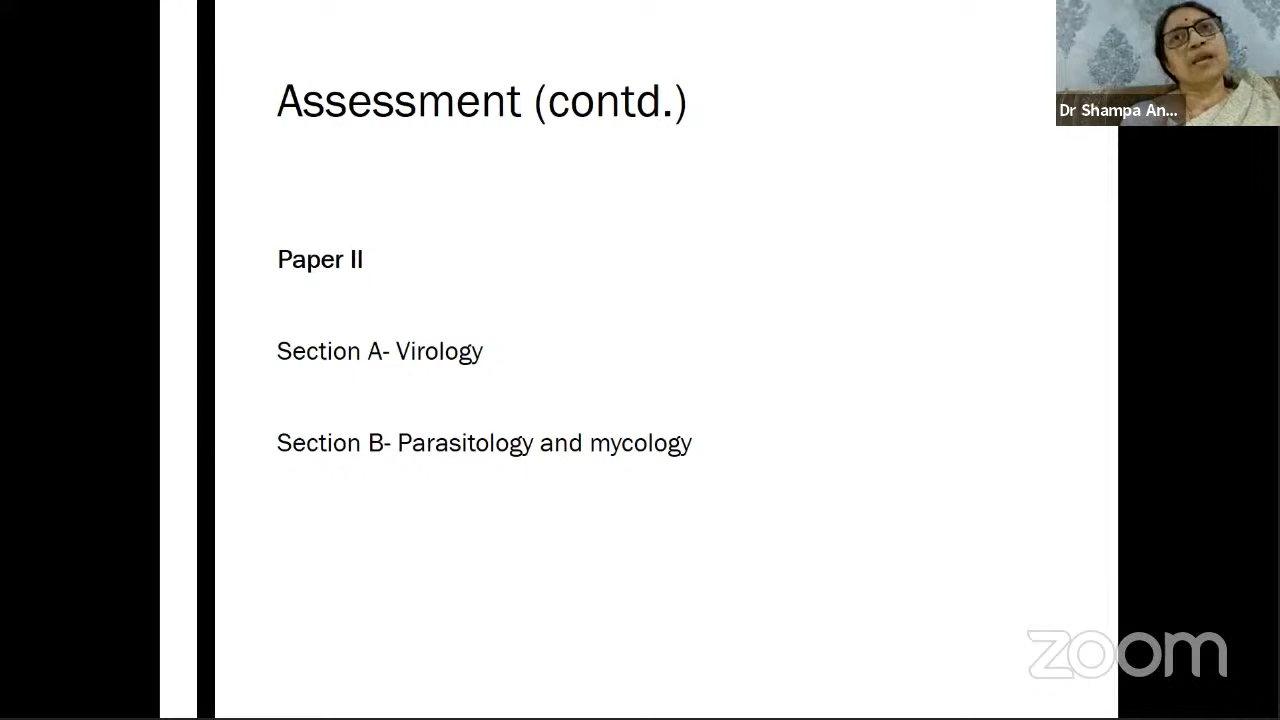 Assessment (contd.)
Dr Shampa An...
Paper II
Section A- Virology
Section B- Parasitology and mycology
zoom